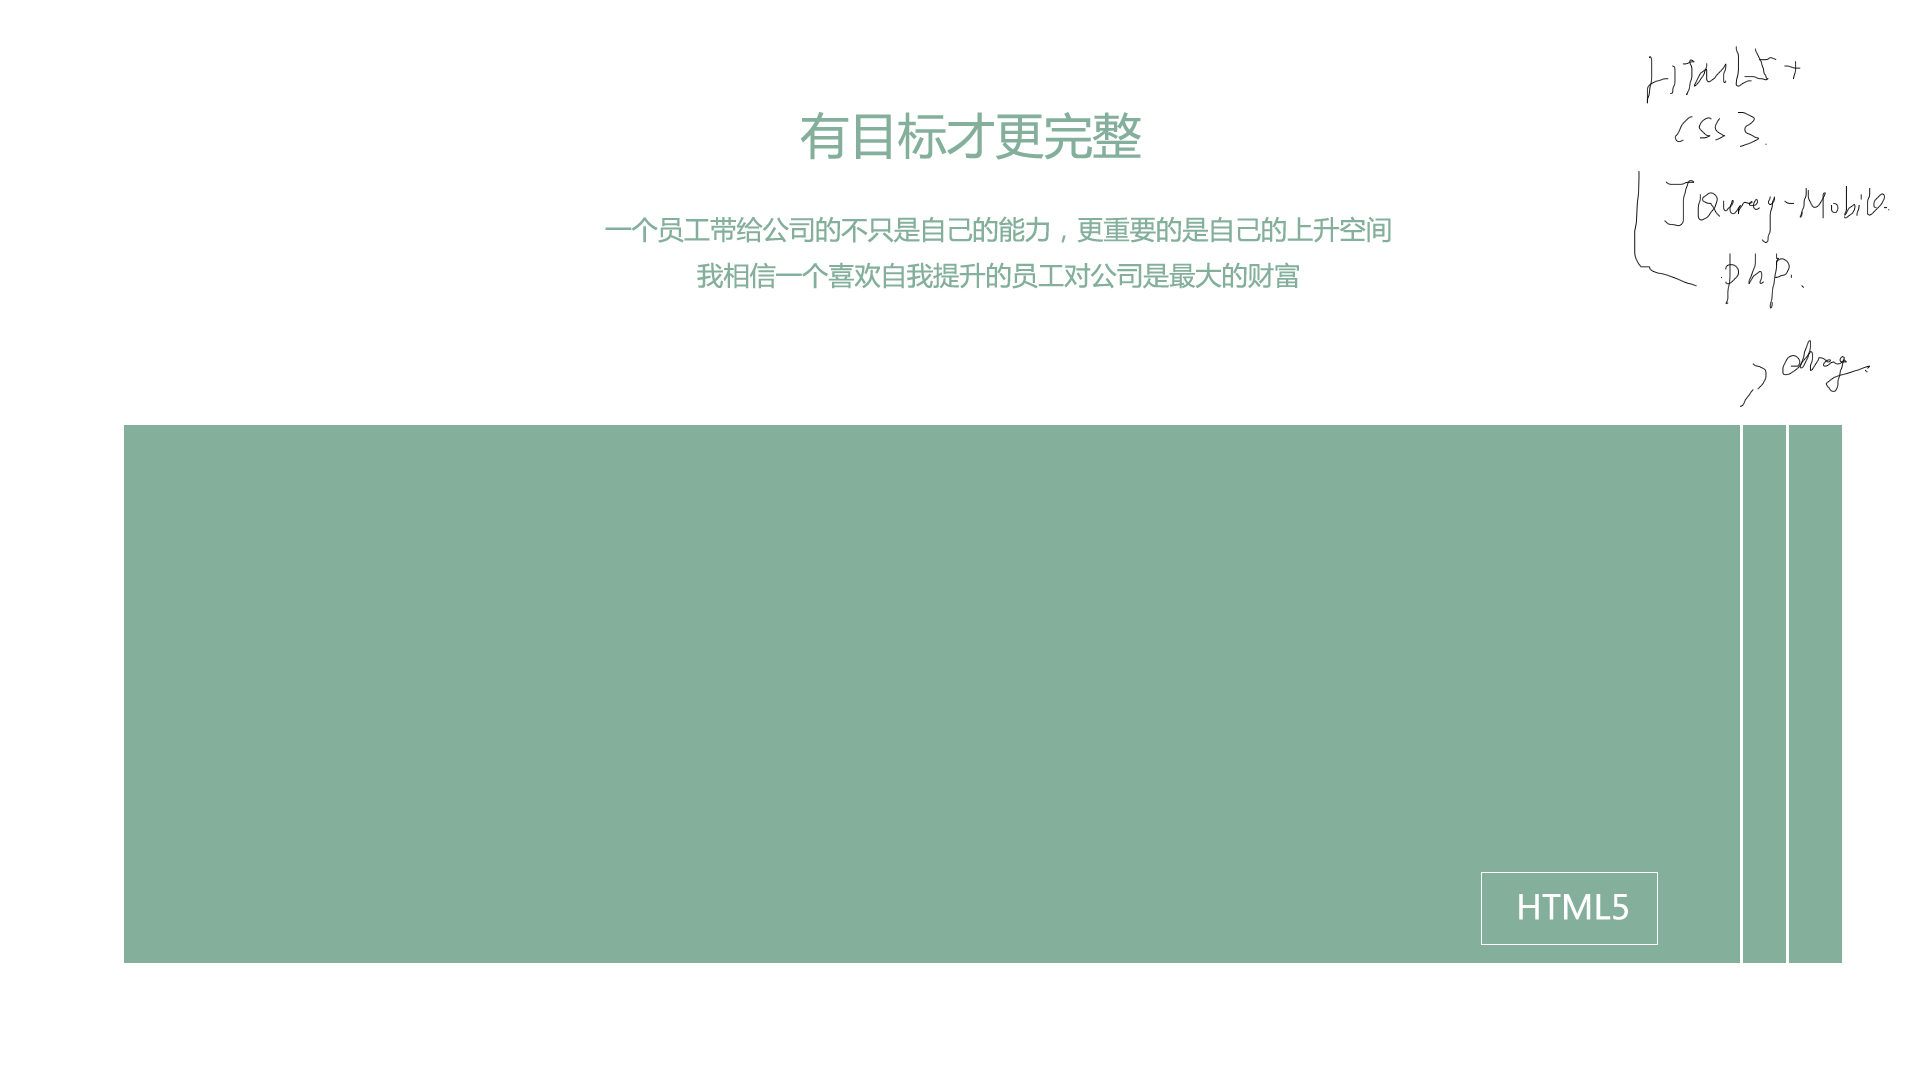 有目标才更完整
一个员工带给公司的不只是自己的能力，更重要的是自己的上升空间
我相信一个喜欢自我提升的员工对公司是最大的财富
HTML5+
CSS3.
JQurey-Mobile.
php.
HTML5